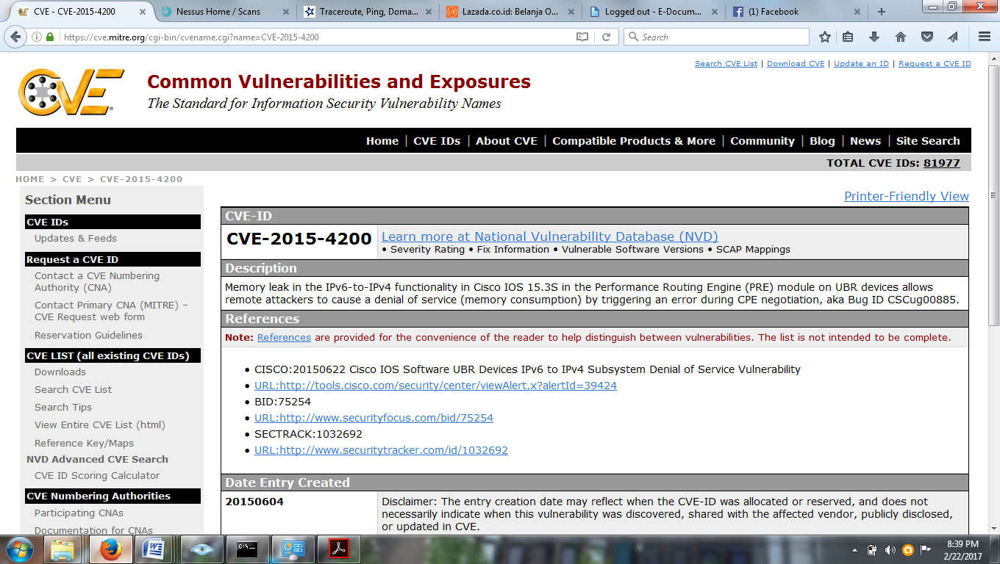 CVE - CVE-2015-4200
Nessus Home / Scans
Traceroute, Ping, Doma...
Lazada.co.id: Belanja O...
Logged out - E-Docum...
(1) Facebook
https://cve.mitre.org/cgi-bin/cvename.cgi?name=CVE-2015-4200
Search
Search CVE List | Download CVE | Update an ID | Request a CVE ID
CVE
Common Vulnerabilities and Exposures
The Standard for Information Security Vulnerability Names
Home | CVE IDs | About CVE | Compatible Products & More | Community | Blog | News | Site Search
TOTAL CVE IDs: 81977
HOME > CVE > CVE-2015-4200
Section Menu
CVE IDs
Updates & Feeds
Request a CVE ID
Contact a CVE Numbering
Authority (CNA)
Contact Primary CNA (MITRE) –
CVE Request web form
Reservation Guidelines
CVE LIST (all existing CVE IDs)
Downloads
Search CVE List
Search Tips
View Entire CVE List (html)
Reference Key/Maps
NVD Advanced CVE Search
CVE ID Scoring Calculator
CVE Numbering Authorities
Participating CNAs
Documentation for CNAs
Printer-Friendly View
CVE-ID
CVE-2015-4200
Learn more at National Vulnerability Database (NVD)
• Severity Rating • Fix Information • Vulnerable Software Versions • SCAP Mappings
Description
Memory leak in the IPv6-to-IPv4 functionality in Cisco IOS 15.3S in the Performance Routing Engine (PRE) module on UBR devices allows
remote attackers to cause a denial of service (memory consumption) by triggering an error during CPE negotiation, aka Bug ID CSCug00885.
References
Note: References are provided for the convenience of the reader to help distinguish between vulnerabilities. The list is not intended to be complete.
• CISCO:20150622 Cisco IOS Software UBR Devices IPv6 to IPv4 Subsystem Denial of Service Vulnerability
• URL:http://tools.cisco.com/security/center/viewAlert.x?alertId=39424
• BID:75254
• URL:http://www.securityfocus.com/bid/75254
• SECTRACK:1032692
• URL:http://www.securitytracker.com/id/1032692
Date Entry Created
20150604
Disclaimer: The entry creation date may reflect when the CVE-ID was allocated or reserved, and does not
necessarily indicate when this vulnerability was discovered, shared with the affected vendor, publicly disclosed,
or updated in CVE.
8:39 PM
2/22/2017